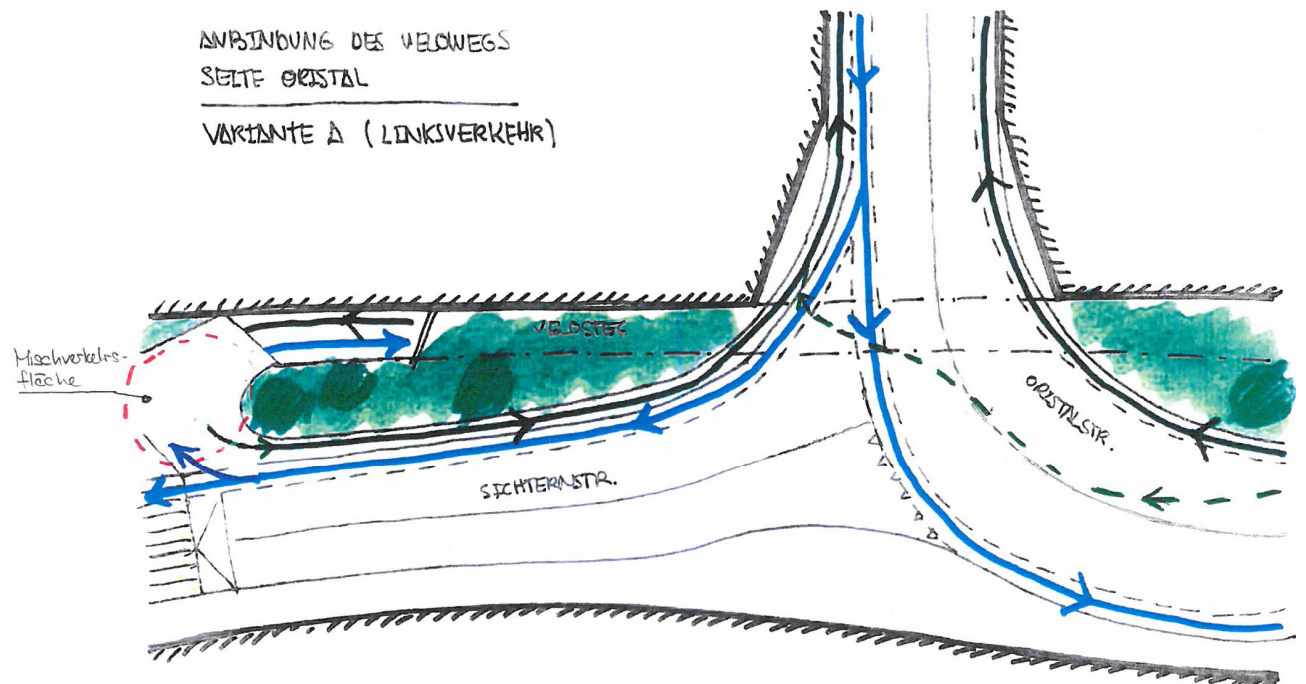 ANBINDUNG DES VELOWEGS
SEITE ORISTAL
VARIANTE A (LINKSVERKEHR)
Mischverkehrs-
fläche
VELOSTEG
ORISTALSTR.
SICHTERNSTR.